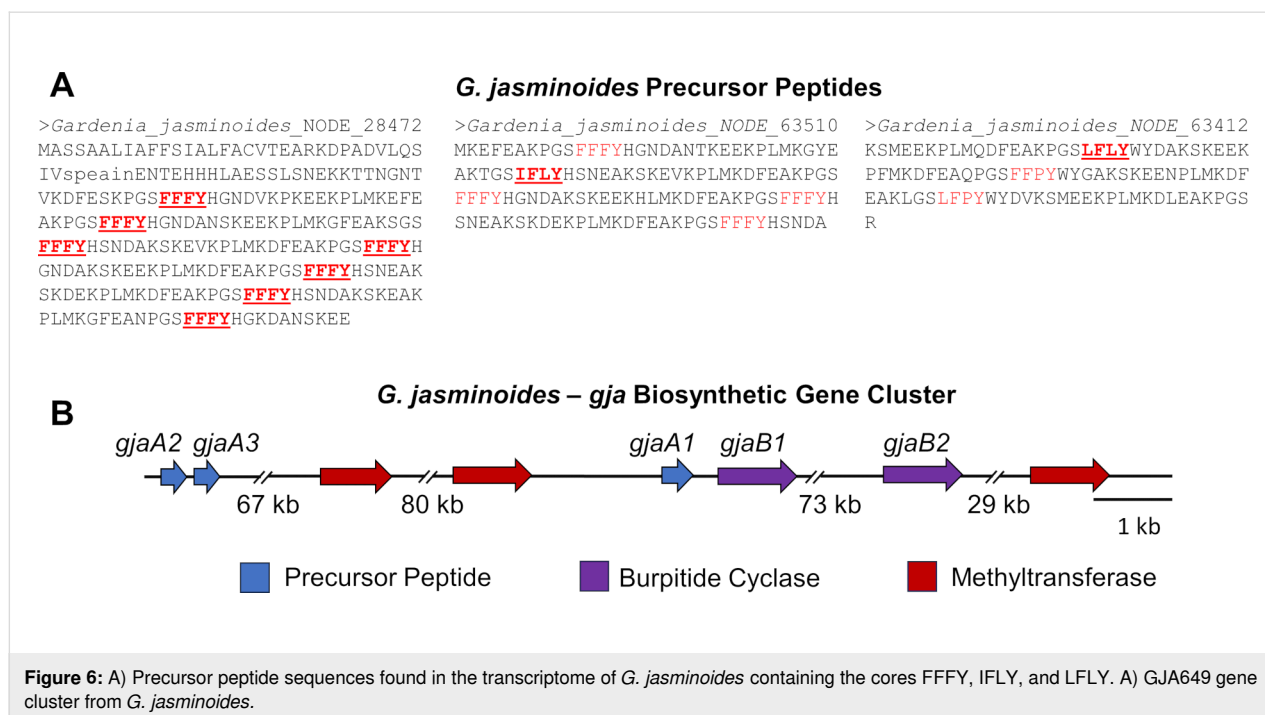 A
G. jasminoides Precursor Peptides
>Gardenia_jasminoides_NODE_28472
MASSAALIAFFSIALFACVTEARKDPADVLQS
IVspeainENTEHHHLAESSLSNEKKTTNGNT
VKDFESKPGSFFFYHGNDVKPKEEKPLMKEFE
AKPGSFFFYHGNDANSKEEKPLMKGFEAKSGS
FFFYHSNDAKSKEVKPLMKDFEAKPGSFFFYH
GNDAKSKEEKPLMKDFEAKPGSFFFYHSNEAK
SKDEKPLMKDFEAKPGSFFFYHSNDAKSKEAK
PLMKGFEANPGSFFFYHGKDANSKEE
>Gardenia_jasminoides_NODE_63510
MKEFEAKPGSFFFYHGNDANTKEEKPLMKGYE
AKTGSIFLYHSNEAKSKEVKPLMKDFEAKPGS
FFFYHGNDAKSKEEKHLMKDFEAKPGSFFFYH
SNEAKSKDEKPLMKDFEAKPGSFFFYHSNDA
>Gardenia_jasminoides_NODE_63412
KSMEEKPLMQDFEAKPGSLFLYWYDAKSKEEK
PFMKDFEAQPGSFFPYWYGAKSKEENPLMKDF
EAKLGSLFPYWYDVKSMEEKPLMKDLEAKPGS
R
B
G. jasminoides – gja Biosynthetic Gene Cluster
gjaA2 gjaA3 gjaA1 gjaB1 gjaB2
67 kb 80 kb 73 kb 29 kb
1 kb
Precursor Peptide Burpitide Cyclase Methyltransferase
Figure 6: A) Precursor peptide sequences found in the transcriptome of G. jasminoides containing the cores FFFY, IFLY, and LFLY. A) GJA649 gene
cluster from G. jasminoides.